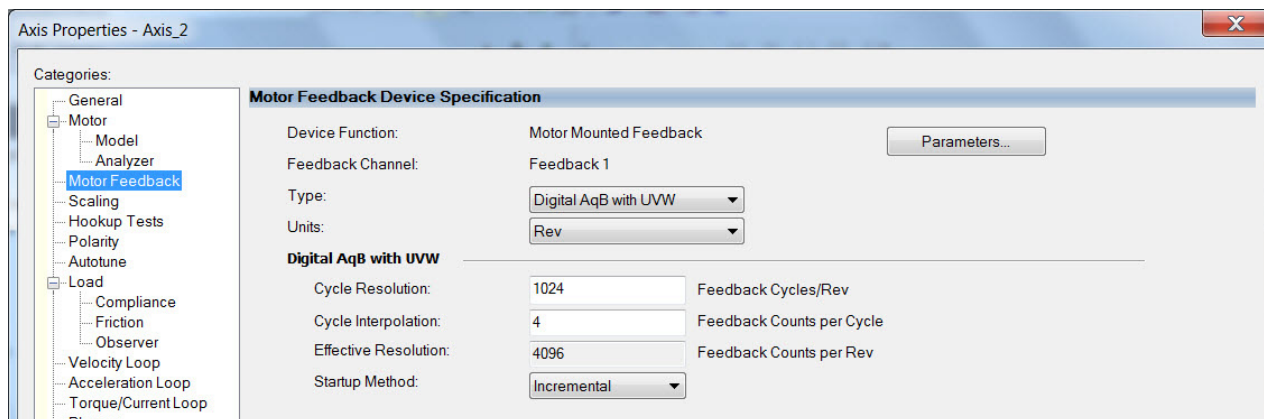 Axis Properties - Axis_2
X
Categories:
General
Motor
Model
Analyzer
Motor Feedback
Scaling
Hookup Tests
Polarity
Autotune
Load
Compliance
Friction
Observer
Velocity Loop
Acceleration Loop
Torque/Current Loop
Motor Feedback Device Specification
Device Function: Motor Mounted Feedback Parameters...
Feedback Channel: Feedback 1
Type: Digital AqB with UVW
Units: Rev
Digital AqB with UVW
Cycle Resolution: 1024 Feedback Cycles/Rev
Cycle Interpolation: 4 Feedback Counts per Cycle
Effective Resolution: 4096 Feedback Counts per Rev
Startup Method: Incremental